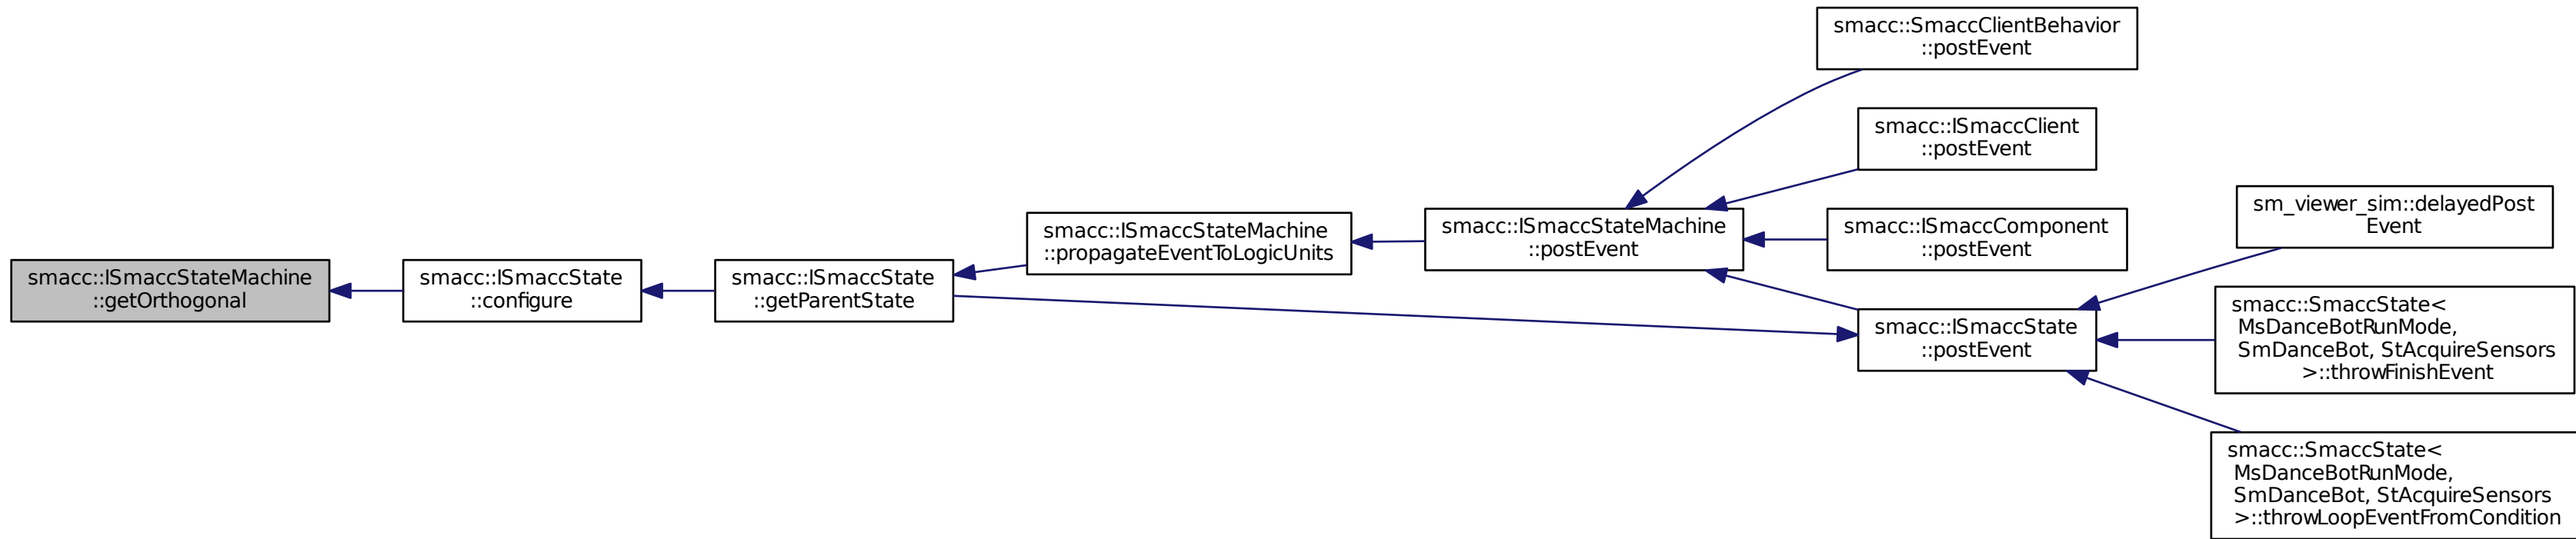 smacc::ISmaccStateMachine
::getOrthogonal
smacc::ISmaccState
::configure
smacc::ISmaccState
::getParentState
smacc::ISmaccStateMachine
::propagateEventToLogicUnits
smacc::ISmaccStateMachine
::postEvent
smacc::SmaccClientBehavior
::postEvent
smacc::ISmaccClient
::postEvent
smacc::ISmaccComponent
::postEvent
smacc::ISmaccState
::postEvent
sm_viewer_sim::delayedPost
Event
smacc::SmaccState<
MsDanceBotRunMode,
SmDanceBot, StAcquireSensors
>::throwFinishEvent
smacc::SmaccState<
MsDanceBotRunMode,
SmDanceBot, StAcquireSensors
>::throwLoopEventFromCondition